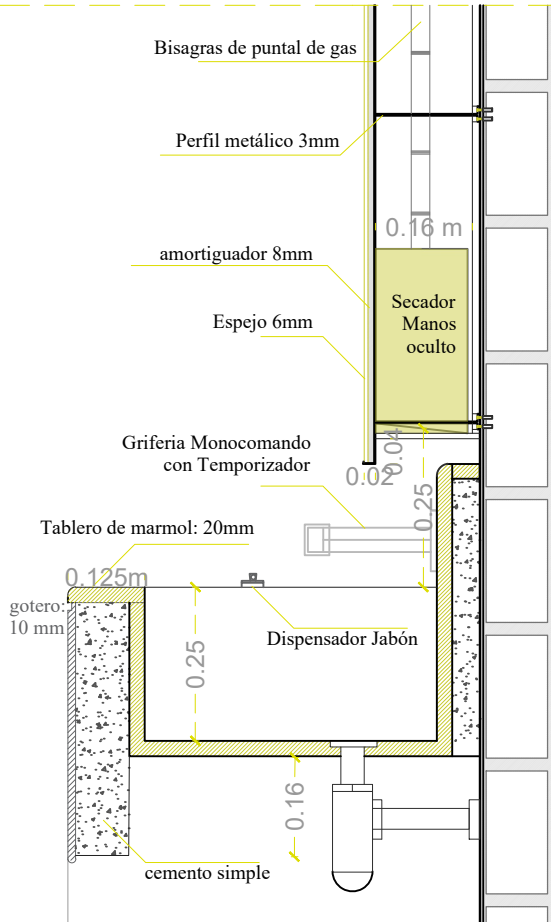 Bisagras de puntal de gas
Perfil metálico 3mm
0.16 m
amortiguador 8mm
Secador
Manos
oculto
Espejo 6mm
Griferia Monocomando
con Temporizador
0.04
0.02
0.25
Tablero de marmol: 20mm
0.125m
gotero:
10 mm
Dispensador Jabón
0.25
0.16
cemento simple